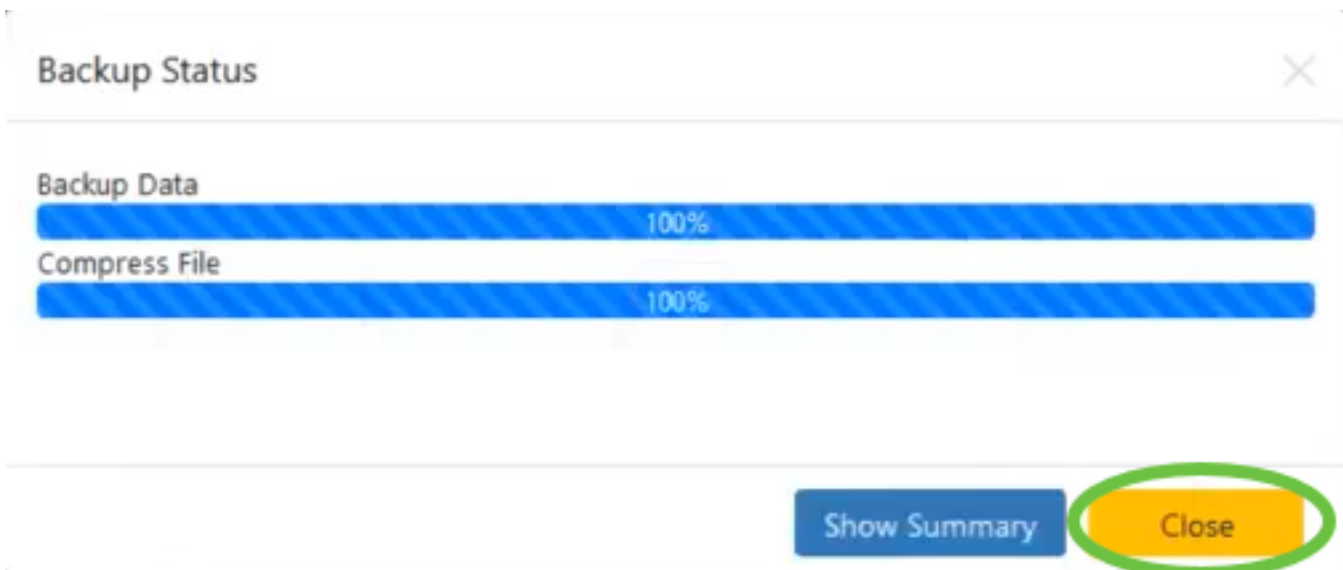 Backup Status
Backup Data
100%
Compress File
100%
Show Summary Close